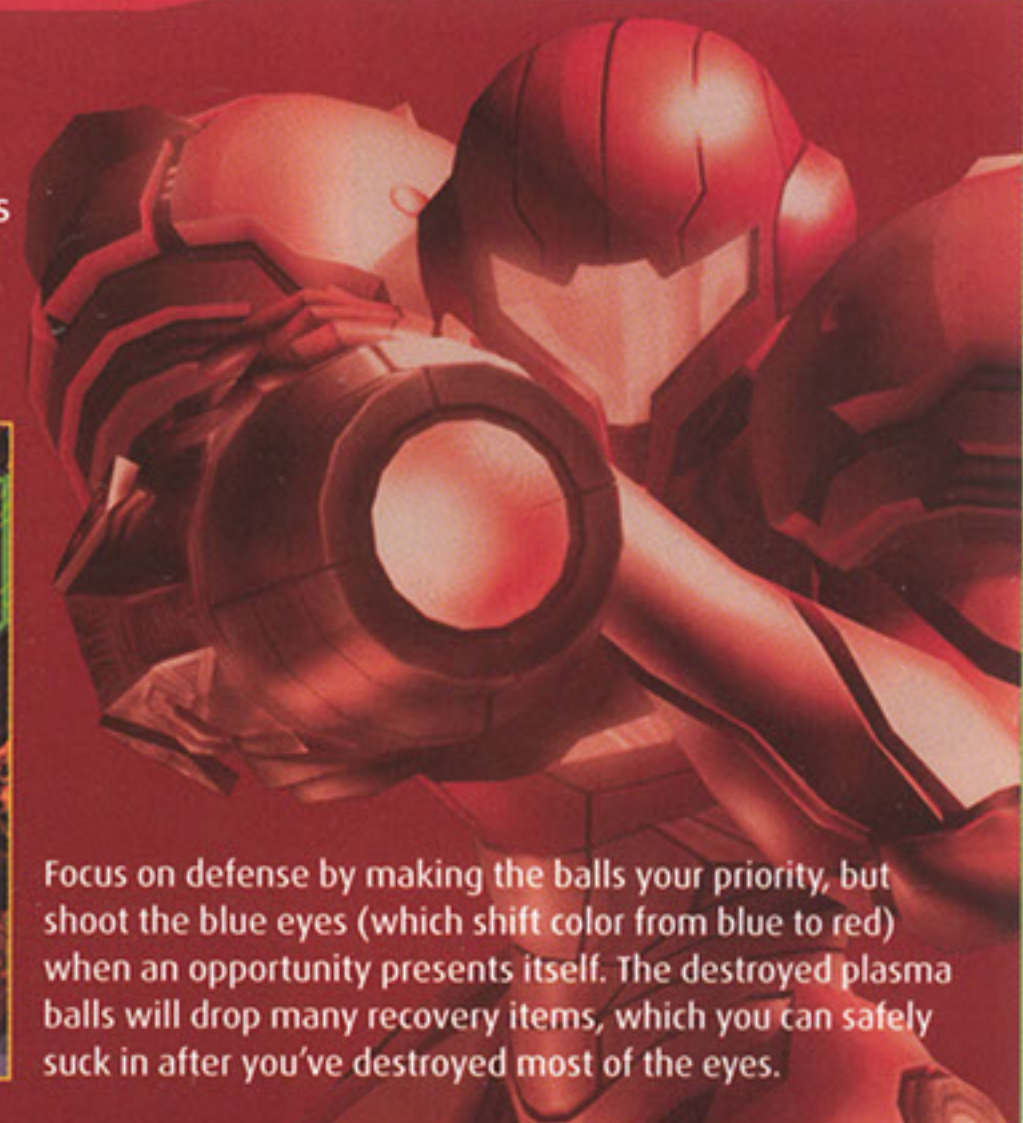 s
Focus on defense by making the balls your priority, but
shoot the blue eyes (which shift color from blue to red)
when an opportunity presents itself. The destroyed plasma
balls will drop many recovery items, which you can safely
suck in after you've destroyed most of the eyes.